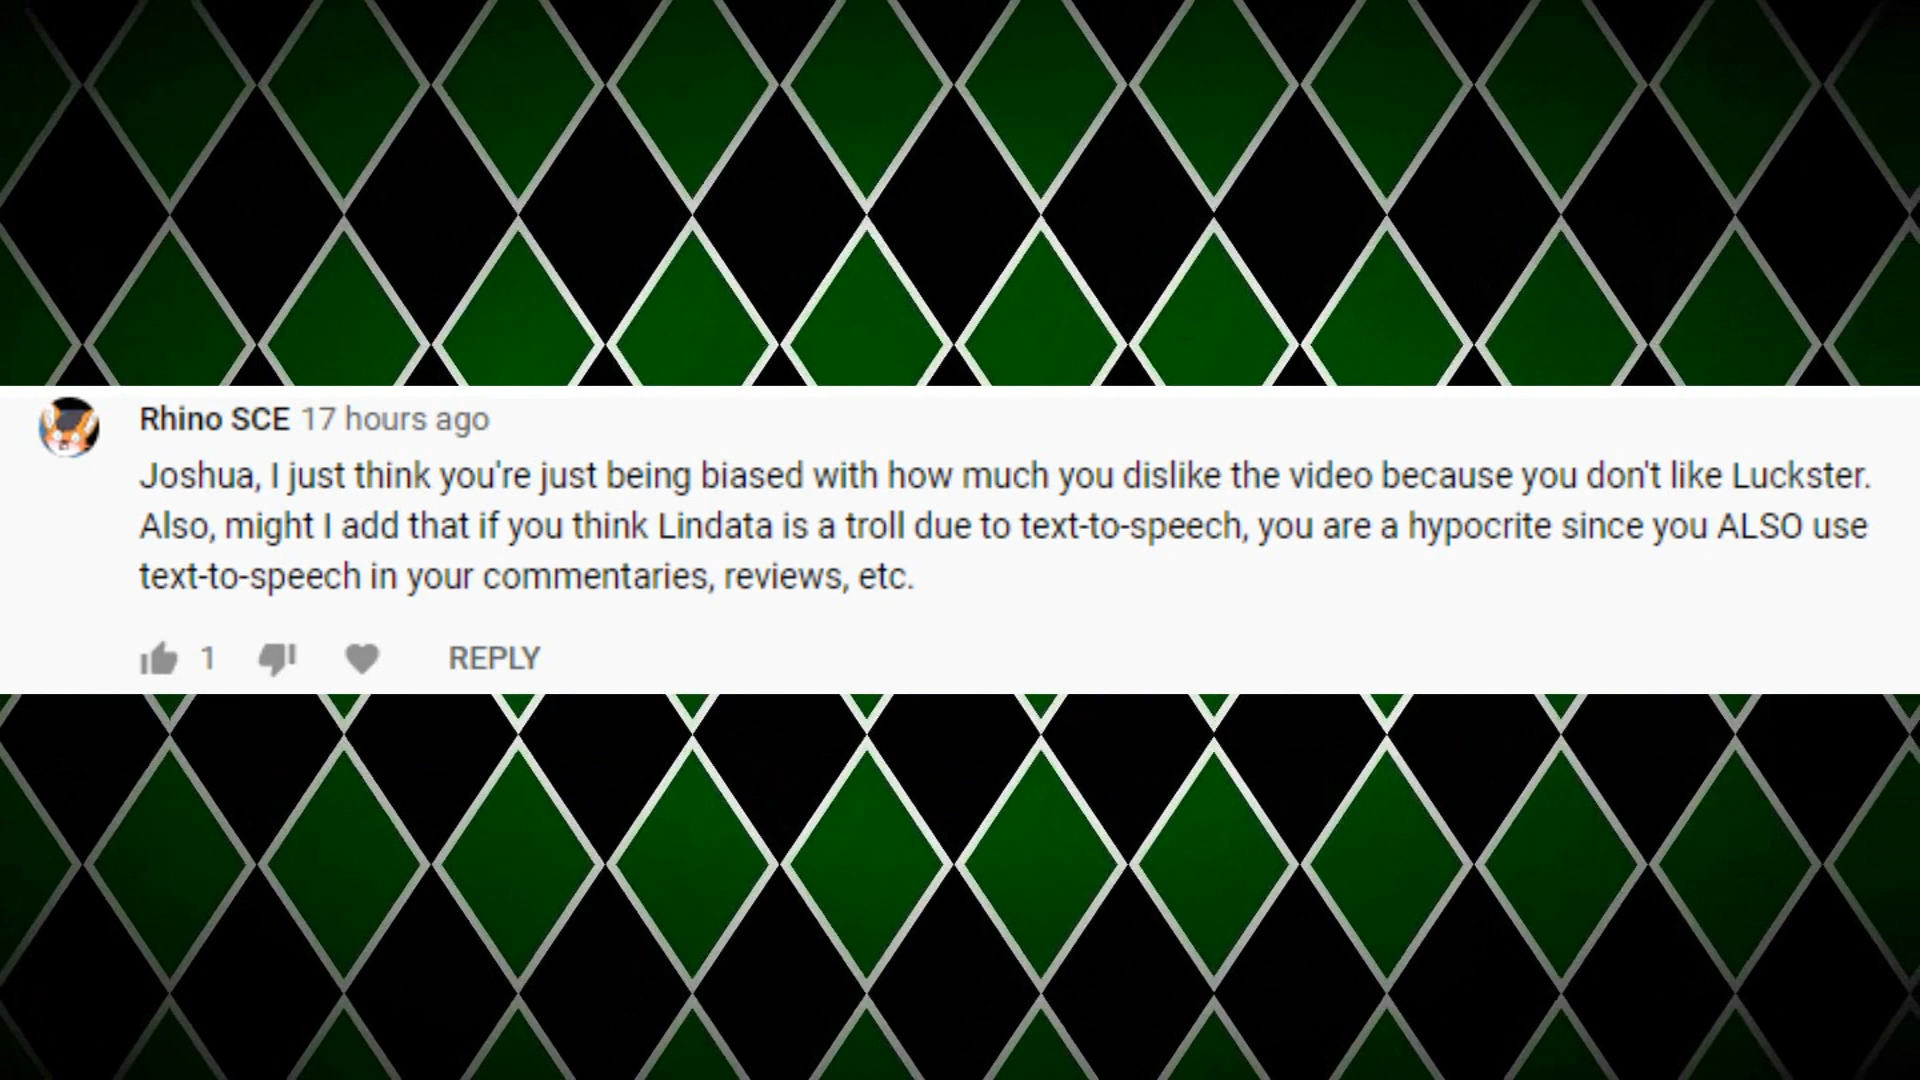 Rhino SCE 17 hours ago
Joshua, I just think you're just being biased with how much you dislike the video because you don't like Luckster.
Also, might I add that if you think Lindata is a troll due to text-to-speech, you are a hypocrite since you ALSO use
text-to-speech in your commentaries, reviews, etc.
1 REPLY